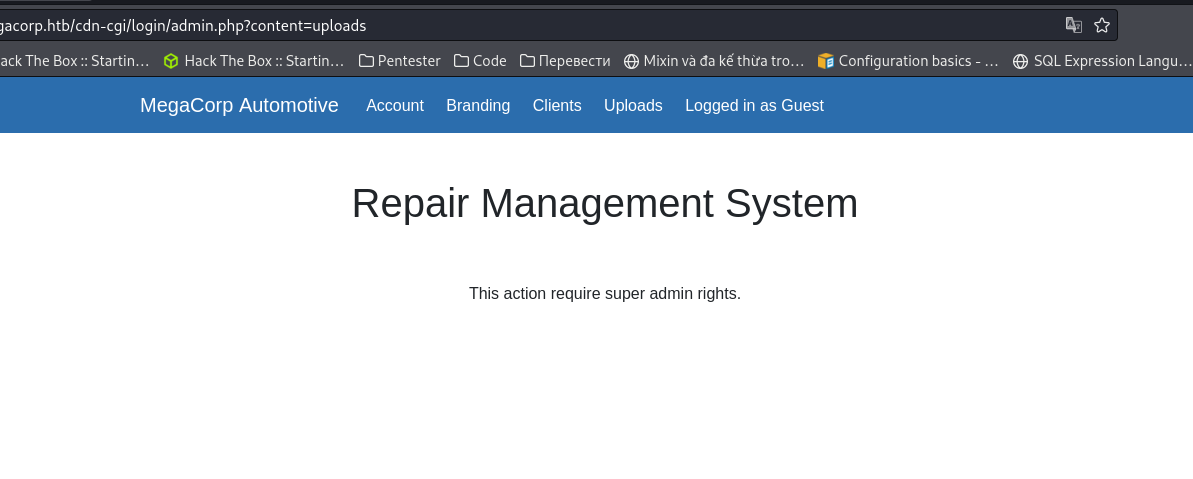 gacorp.htb/cdn-cgi/login/admin.php?content=uploads
ack The Box :: Startin… Hack The Box :: Startin… Pentester Code Перевести Mixin và đa kế thừa tro… Configuration basics - … SQL Expression Langu…
MegaCorp Automotive Account Branding Clients Uploads Logged in as Guest
Repair Management System
This action require super admin rights.